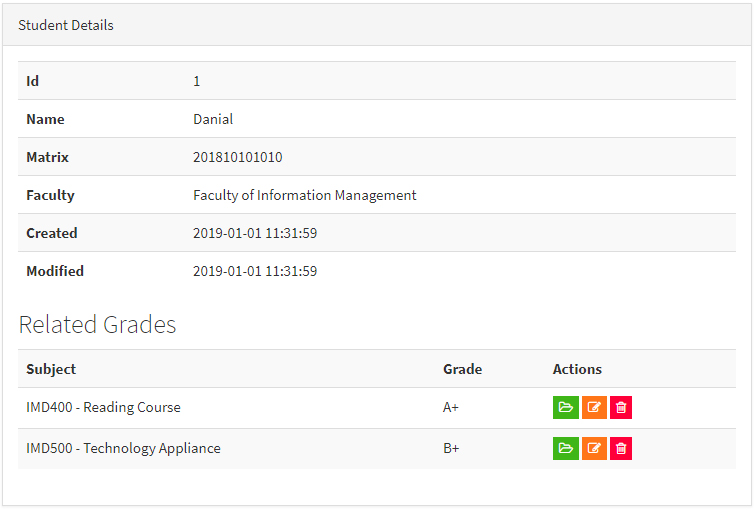 Student Details
Id 1
Name Danial
Matrix 201810101010
Faculty Faculty of Information Management
Created 2019-01-01 11:31:59
Modified 2019-01-01 11:31:59
Related Grades
Subject Grade Actions
IMD400 - Reading Course A+
IMD500 - Technology Appliance B+